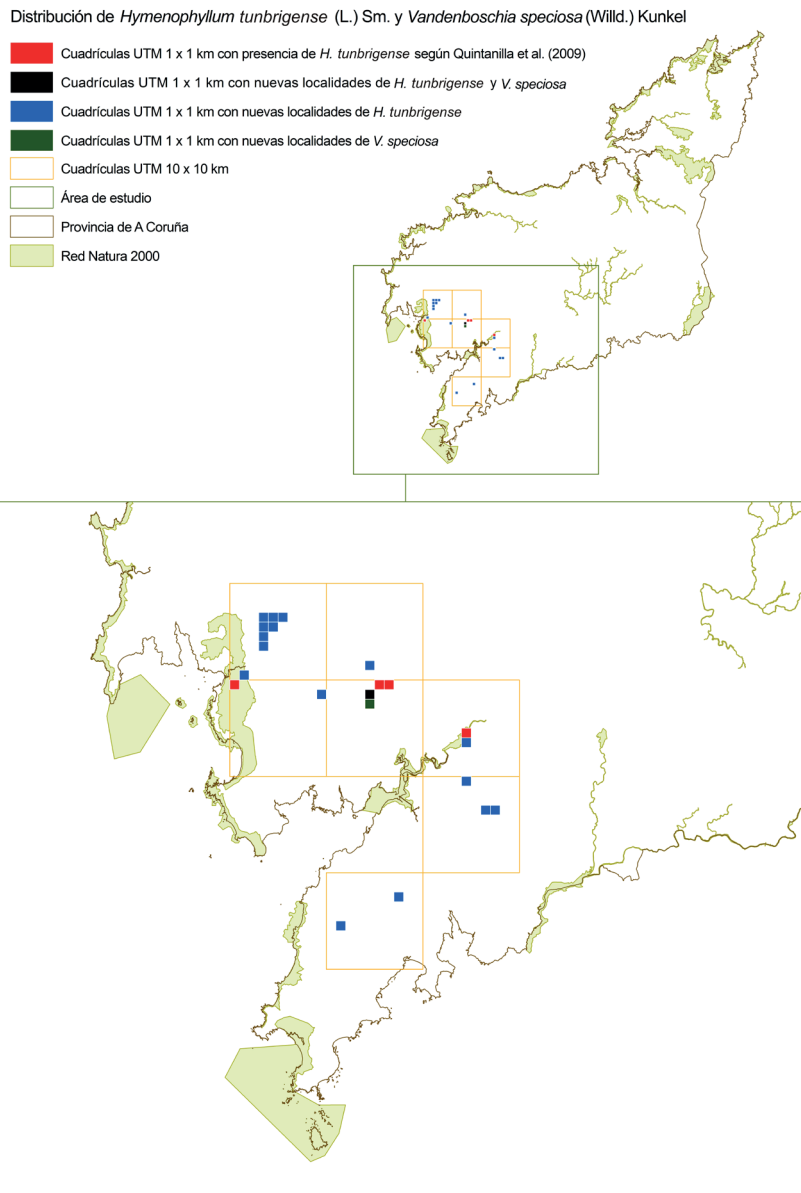 Distribución de Hymenophyllum tunbrigense (L.) Sm. y Vandenboschia speciosa (Willd.) Kunkel
Cuadrículas UTM 1 x 1 km con presencia de H. tunbrigense según Quintanilla et al. (2009)
Cuadrículas UTM 1 x 1 km con nuevas localidades de H. tunbrigense y V. speciosa
Cuadrículas UTM 1 x 1 km con nuevas localidades de H. tunbrigense
Cuadrículas UTM 1 x 1 km con nuevas localidades de V. speciosa
Cuadrículas UTM 10 x 10 km
Área de estudio
Provincia de A Coruña
Red Natura 2000